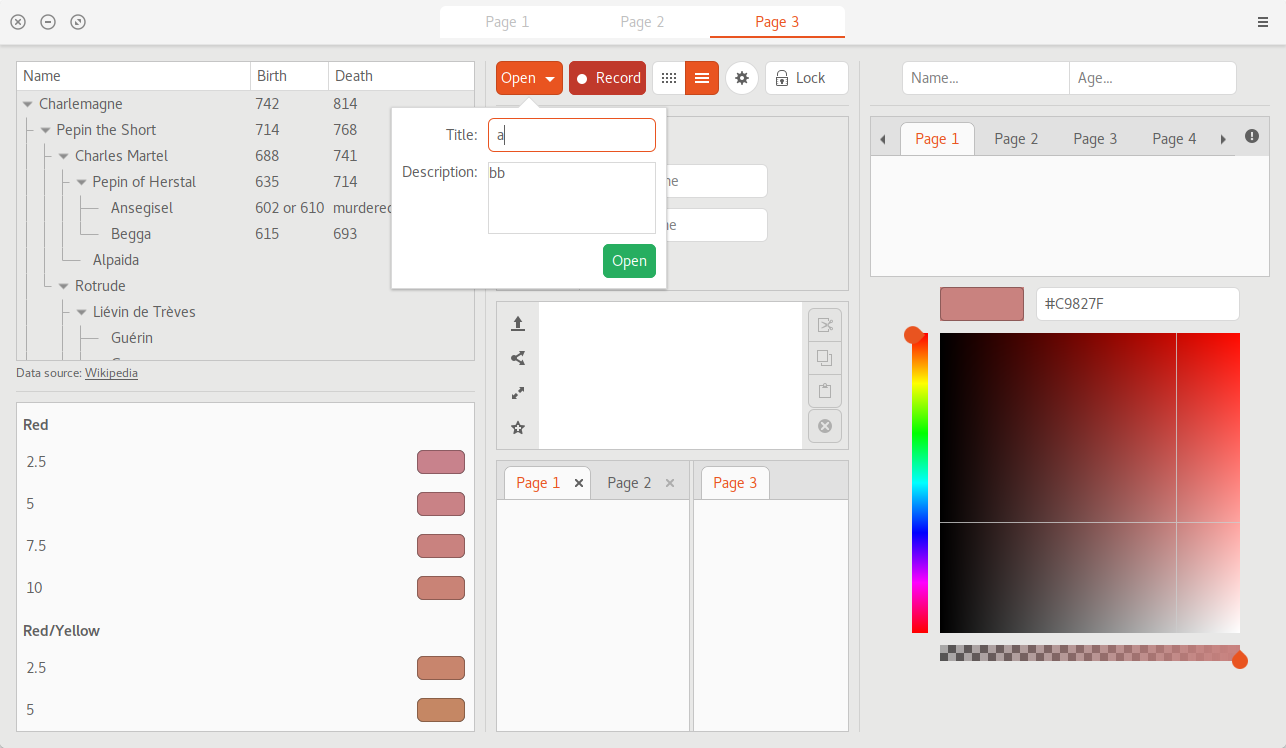 Page 1 Page 2 Page 3
Name Birth Death
Charlemagne 742 814
Pepin the Short 714 768
Charles Martel 688 741
Pepin of Herstal 635 714
Ansegisel 602 or 610 murdered
Begga 615 693
Alpaida
Rotrude
Liévin de Trèves
Guérin
Data source: Wikipedia
Red
2.5
5
7.5
10
Red/Yellow
2.5
5
Open Record Lock
Title: a
Description: bb
Open
Page 1 Page 2 Page 3
Name... Age...
Page 1 Page 2 Page 3 Page 4
#C9827F